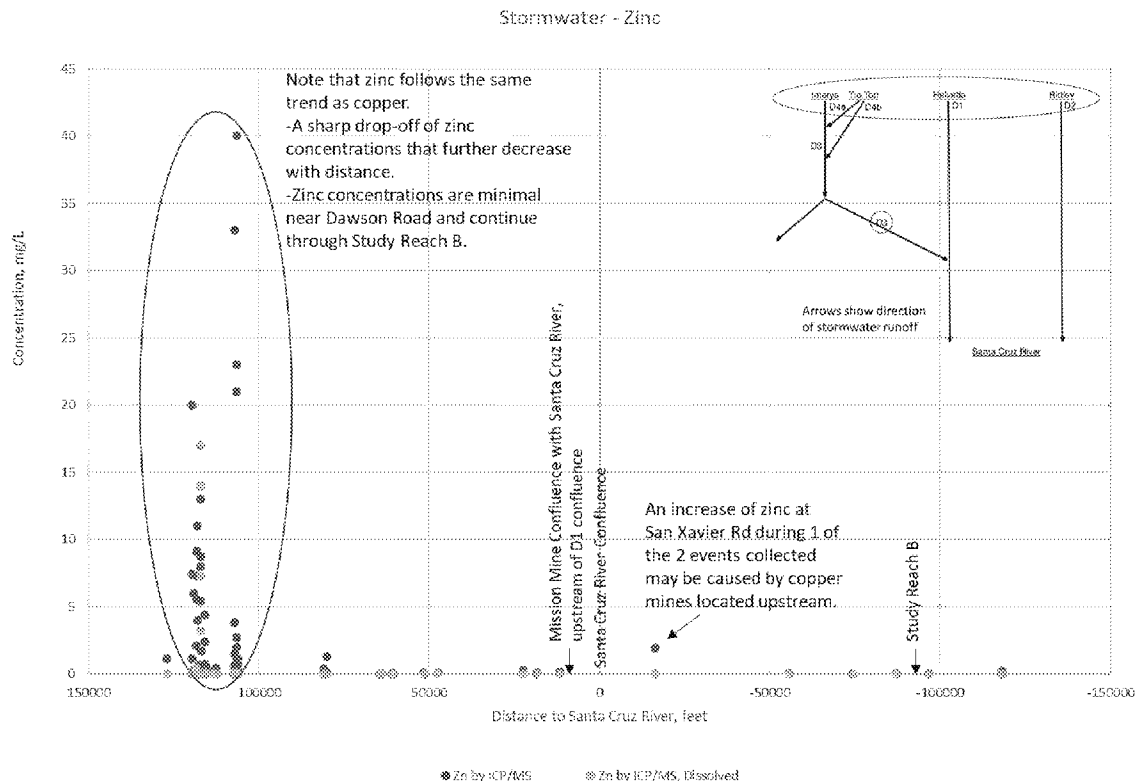 Stormwater - Zinc
45
40
35
30
25
20
15
10
5
0
Concentration, mg/L
Note that zinc follows the same
trend as copper.
-A sharp drop-off of zinc
concentrations that further decrease
with distance.
-Zinc concentrations are minimal
near Dawson Road and continue
through Study Reach B.
Tip Top
Helvetia
D4a
D4b
D1
D2
D3
Arrows show direction
of stormwater runoff
Santa Cruz River
Mission Mine Confluence with Santa Cruz River,
upstream of D1 confluence
Santa Cruz River Confluence
An increase of zinc at
San Xavier Rd during 1 of
the 2 events collected
may be caused by copper
mines located upstream.
Study Reach B
150000
100000
50000
0
-50000
-100000
-150000
Distance to Santa Cruz River, feet
Zn by ICP/MS
Zn by ICP/MS, Dissolved